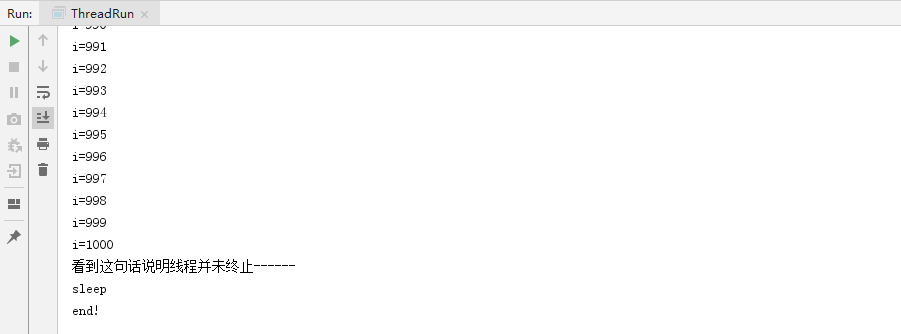 Run: ThreadRun
i=991
i=992
i=993
i=994
i=995
i=996
i=997
i=998
i=999
i=1000
看到这句话说明线程并未终止------
sleep
end!